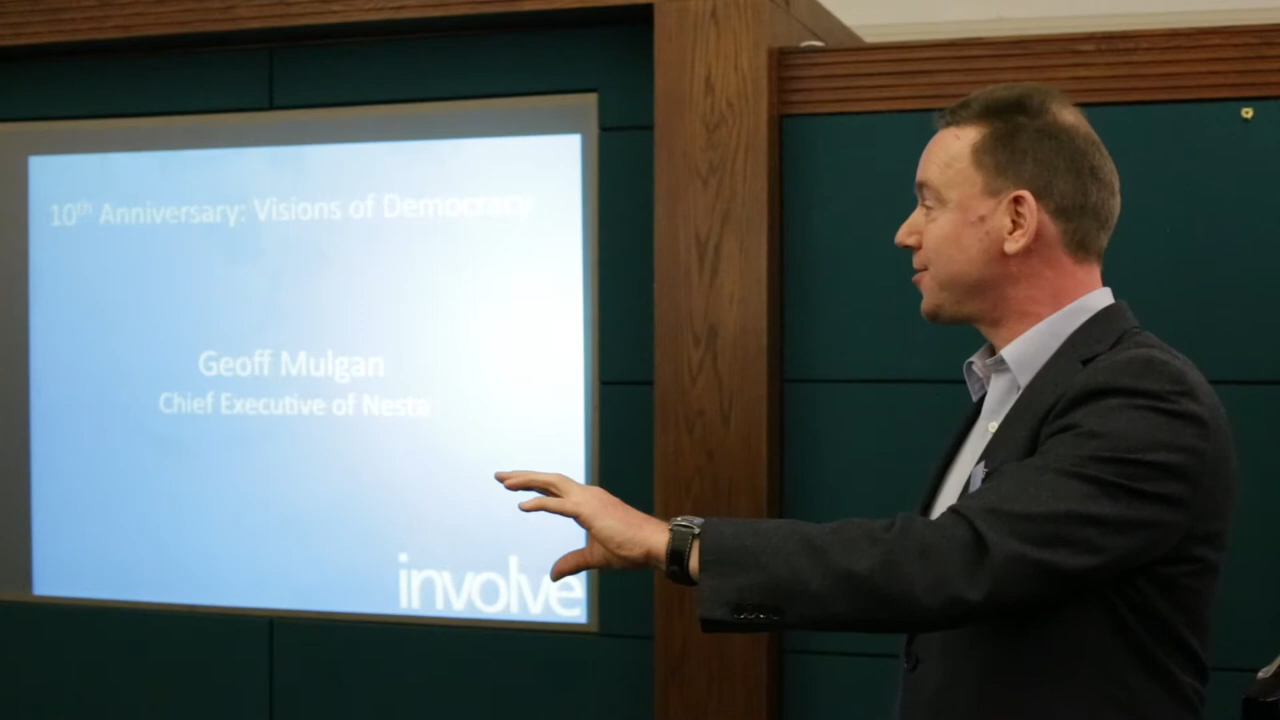 10th Anniversary: Visions of Democracy
Geoff Mulgan
Chief Executive of Nesta
involve